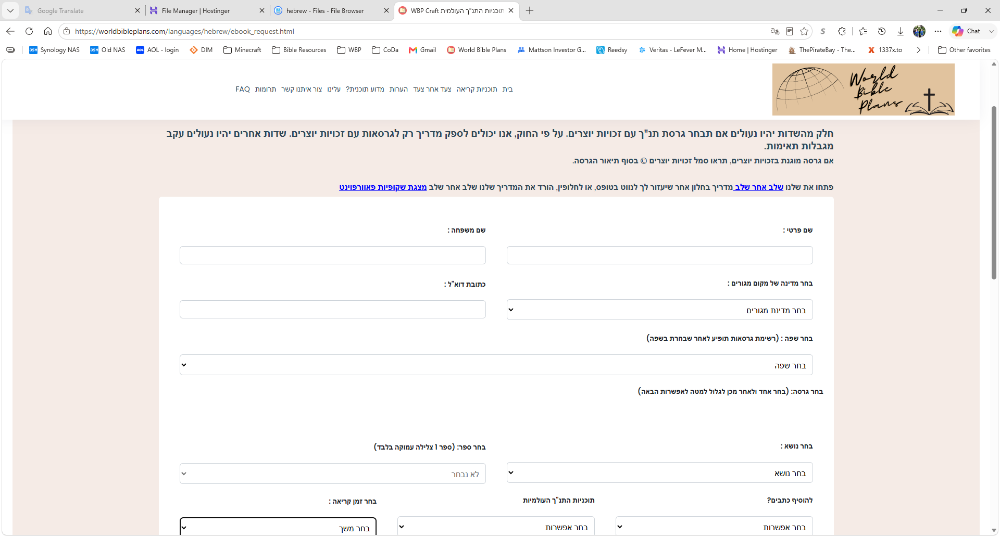 Google Translate
File Manager | Hostinger
hebrew - Files - File Browser
WBP Craft תוכניות התנ"ך העולמית
https://worldbibleplans.com/languages/hebrew/ebook_request.html
Chat
Synology NAS
Old NAS
AOL - login
DIM
Minecraft
Bible Resources
WBP
CoDa
Gmail
World Bible Plans
Mattson Investor G...
Reedsy
Veritas - LeFever M...
Home | Hostinger
ThePirateBay - The...
1337x.to
Other favorites
World
Bible
Plans
בית תוכניות קריאה צעד אחר צעד הערות מדוע תוכנית? עלינו צור איתנו קשר תרומות FAQ
חלק מהשדות יהיו נעולים אם תבחר גרסת תנ"ך עם זכויות יוצרים. על פי החוק, אנו יכולים לספק מדריך רק לגרסאות עם זכויות יוצרים. שדות אחרים יהיו נעולים עקב
מגבלות תאימות.
אם גרסה מוגנת בזכויות יוצרים, תראו סמל זכויות יוצרים © בסוף תיאור הגרסה.
פתחו את שלנו שלב אחר שלב מדריך בחלון אחר שיעזור לך לנווט בטופס, או לחלופין, הורד את המדריך שלנו שלב אחר שלב מצגת שקופיות פאוורפוינט
שם פרטי :
שם משפחה :
בחר מדינה של מקום מגורים :
כתובת דוא"ל :
בחר מדינת מגורים
בחר שפה : (רשימת גרסאות תופיע לאחר שבחרת בשפה)
בחר שפה
בחר גרסה: (בחר אחד ולאחר מכן לגלול למטה לאפשרות הבאה)
בחר נושא :
בחר ספר: (ספר 1 צלילה עמוקה בלבד)
בחר נושא
לא נבחר
להוסיף כתבים?
תוכניות התנ"ך העולמיות
בחר זמן קריאה :
בחר אפשרות
בחר אפשרות
בחר משך